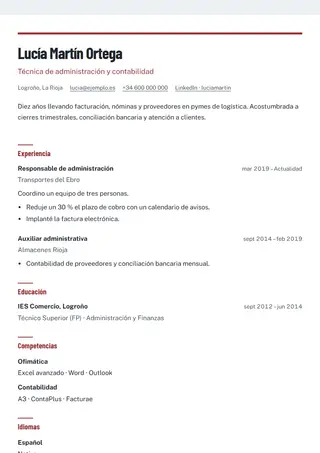 Lucía Martín Ortega
Técnica de administración y contabilidad
Logroño, La Rioja lucia@ejemplo.es +34 600 000 000 LinkedIn · luciamartin
Diez años llevando facturación, nóminas y proveedores en pymes de logística. Acostumbrada a
cierres trimestrales, conciliación bancaria y atención a clientes.
Experiencia
Responsable de administración mar 2019 – Actualidad
Transportes del Ebro
Coordino un equipo de tres personas.
• Reduje un 30 % el plazo de cobro con un calendario de avisos.
• Implanté la factura electrónica.
Auxiliar administrativa sept 2014 – feb 2019
Almacenes Rioja
• Contabilidad de proveedores y conciliación bancaria mensual.
Educación
IES Comercio, Logroño sept 2012 – jun 2014
Técnico Superior (FP) · Administración y Finanzas
Competencias
Ofimática
Excel avanzado · Word · Outlook
Contabilidad
A3 · ContaPlus · Facturae
Idiomas
Español